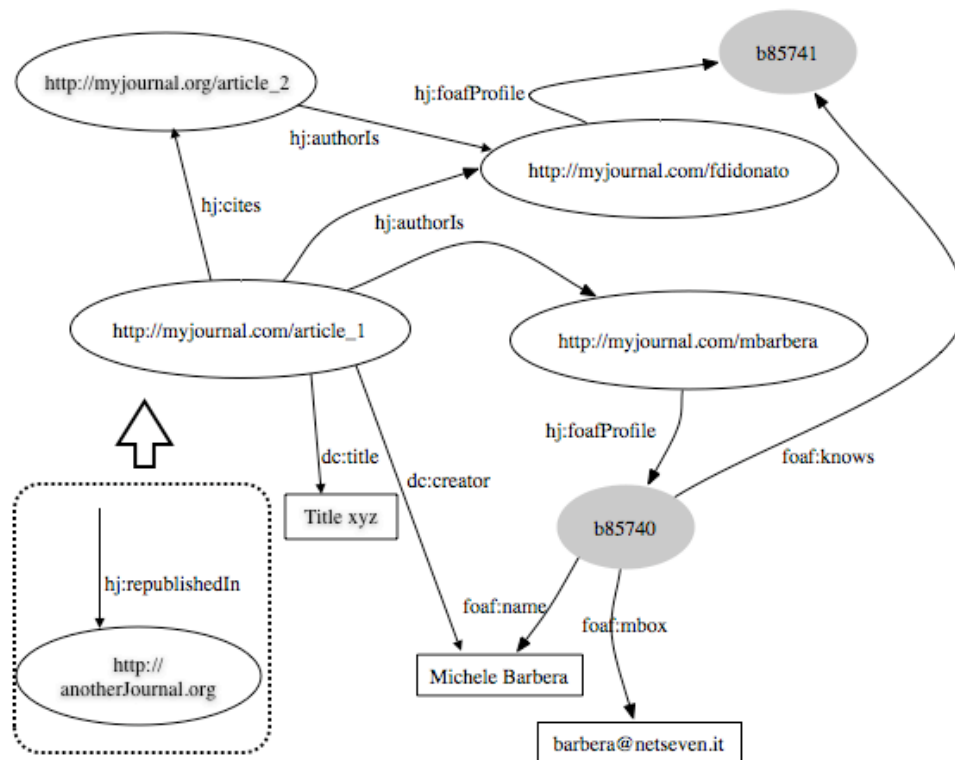 b85741
http://myjournal.org/article_2
hj:foafProfile
hj:authorIs
http://myjournal.com/fdidonato
hj:cites
hj:authorIs
http://myjournal.com/article_1
http://myjournal.com/mbarbera
hj:foafProfile
foaf:knows
dc:title
dc:creator
Title xyz
b85740
hj:republishedIn
foaf:name
foaf:mbox
http://
anotherJournal.org
Michele Barbera
barbera@netseven.it